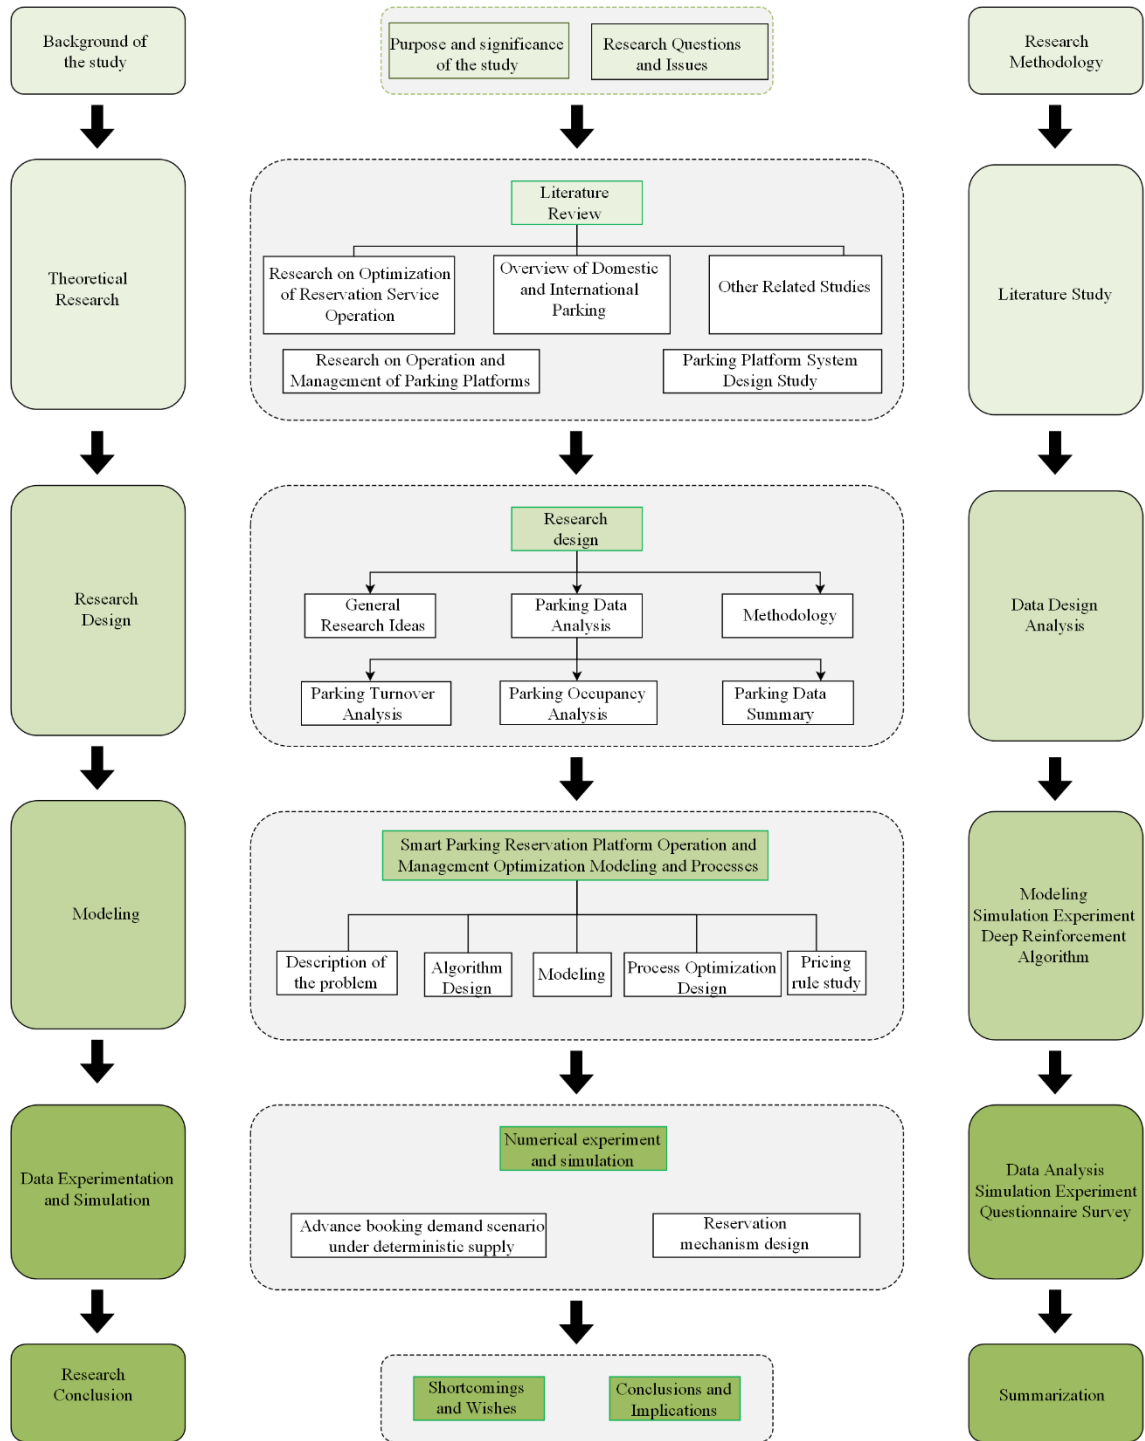 Background of
the study
Purpose and significance
of the study
Research Questions
and Issues
Research
Methodology
Theoretical
Research
Literature
Review
Research on Optimization
of Reservation Service
Operation
Overview of Domestic
and International
Parking
Other Related Studies
Research on Operation and
Management of Parking Platforms
Parking Platform System
Design Study
Literature Study
Research
Design
Research
design
General
Research Ideas
Parking Data
Analysis
Methodology
Parking Turnover
Analysis
Parking Occupancy
Analysis
Parking Data
Summary
Data Design
Analysis
Modeling
Smart Parking Reservation Platform Operation and
Management Optimization Modeling and Processes
Description of
the problem
Algorithm
Design
Modeling
Process Optimization
Design
Pricing
rule study
Modeling
Simulation Experiment
Deep Reinforcement
Algorithm
Data Experimentation
and Simulation
Numerical experiment
and simulation
Advance booking demand scenario
under deterministic supply
Reservation
mechanism design
Data Analysis
Simulation Experiment
Questionnaire Survey
Research
Conclusion
Shortcomings
and Wishes
Conclusions and
Implications
Summarization